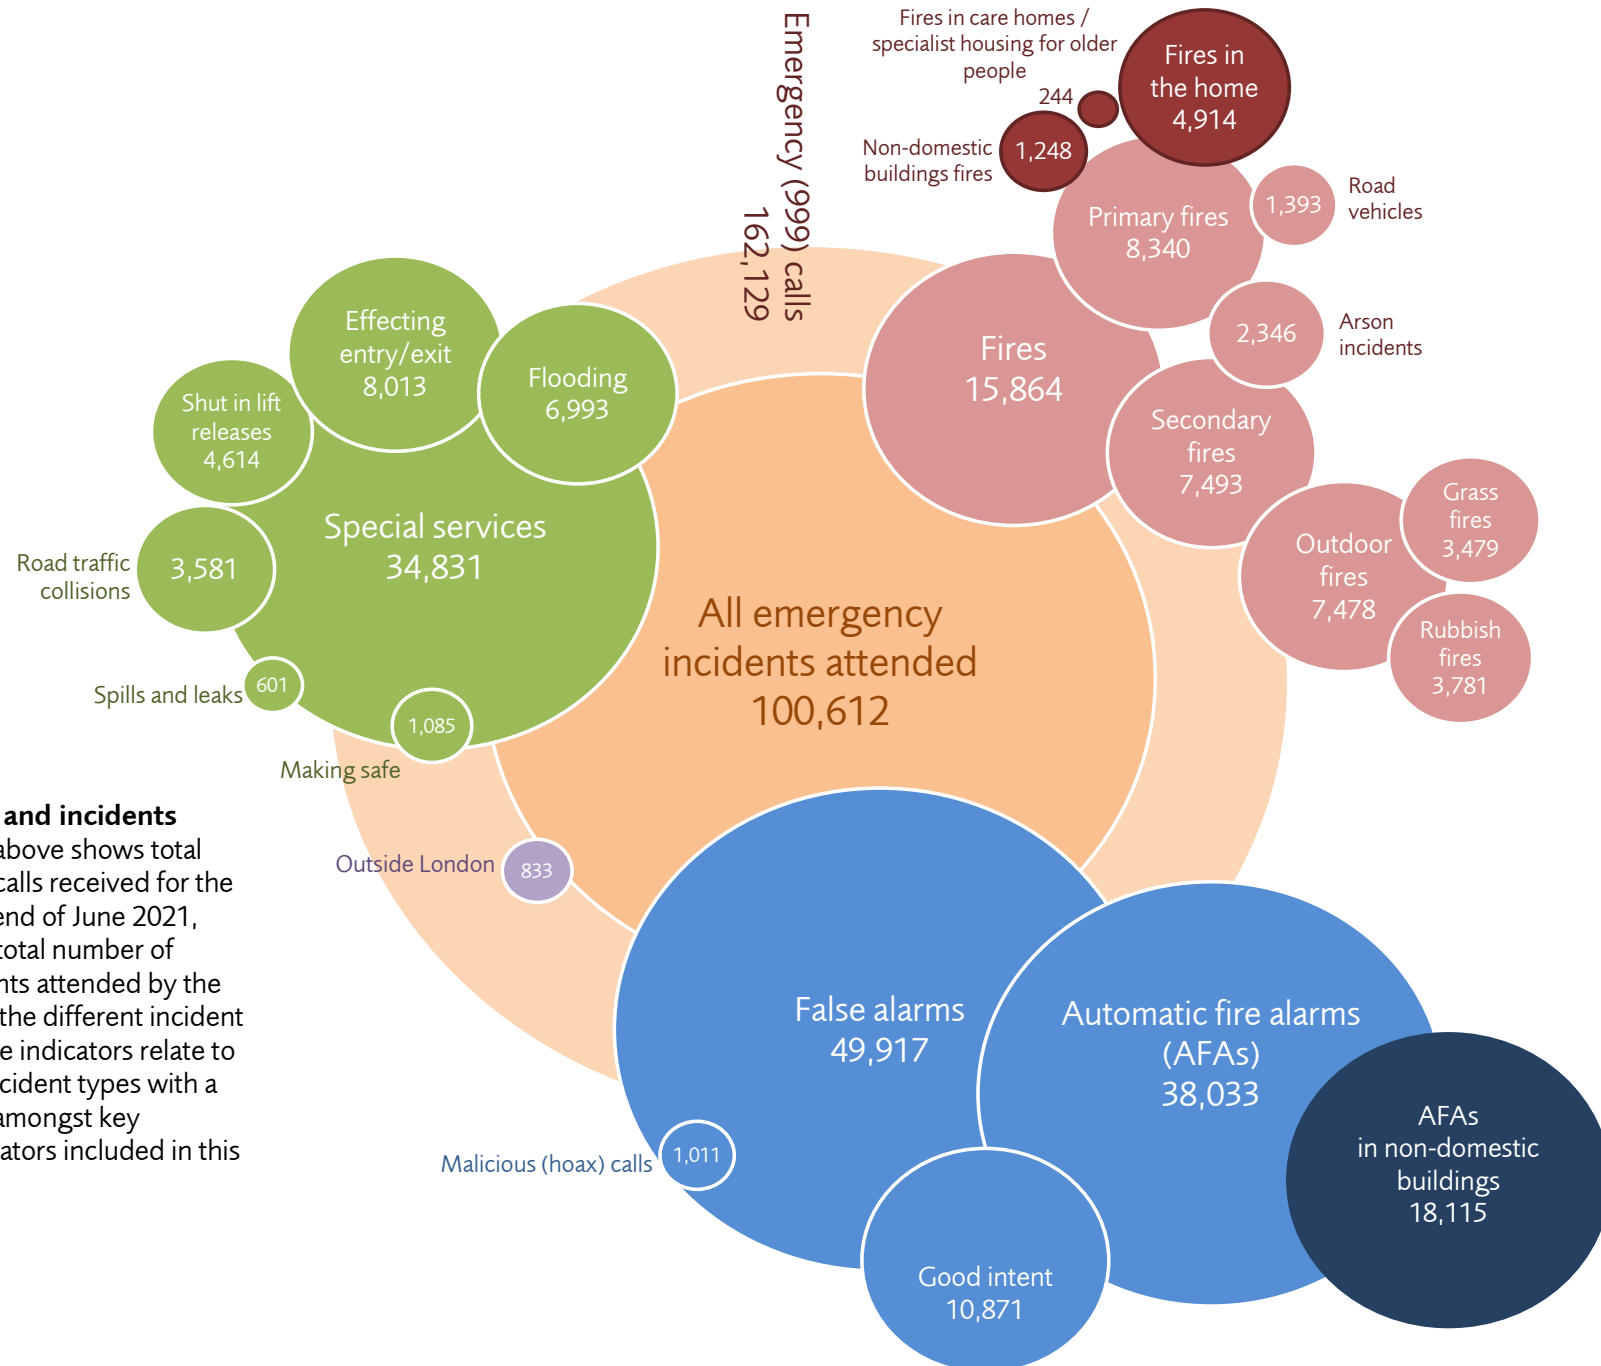 Emergency (999) calls
162,129
Fires in care homes /
specialist housing for older
people
244
Fires in
the home
4,914
Non-domestic
buildings fires
1,248
Primary fires
8,340
1,393
Road
vehicles
2,346
Arson
incidents
Fires
15,864
Secondary
fires
7,493
Outdoor
fires
7,478
Grass
fires
3,479
Rubbish
fires
3,781
Effecting
entry/exit
8,013
Flooding
6,993
Shut in lift
releases
4,614
Special services
34,831
Road traffic
collisions
3,581
Spills and leaks
601
1,085
Making safe
All emergency
incidents attended
100,612
Outside London
833
and incidents
above shows total
calls received for the
end of June 2021,
total number of
nts attended by the
the different incident
e indicators relate to
cident types with a
amongst key
ators included in this
False alarms
49,917
Automatic fire alarms
(AFAs)
38,033
AFAs
in non-domestic
buildings
18,115
Malicious (hoax) calls
1,011
Good intent
10,871